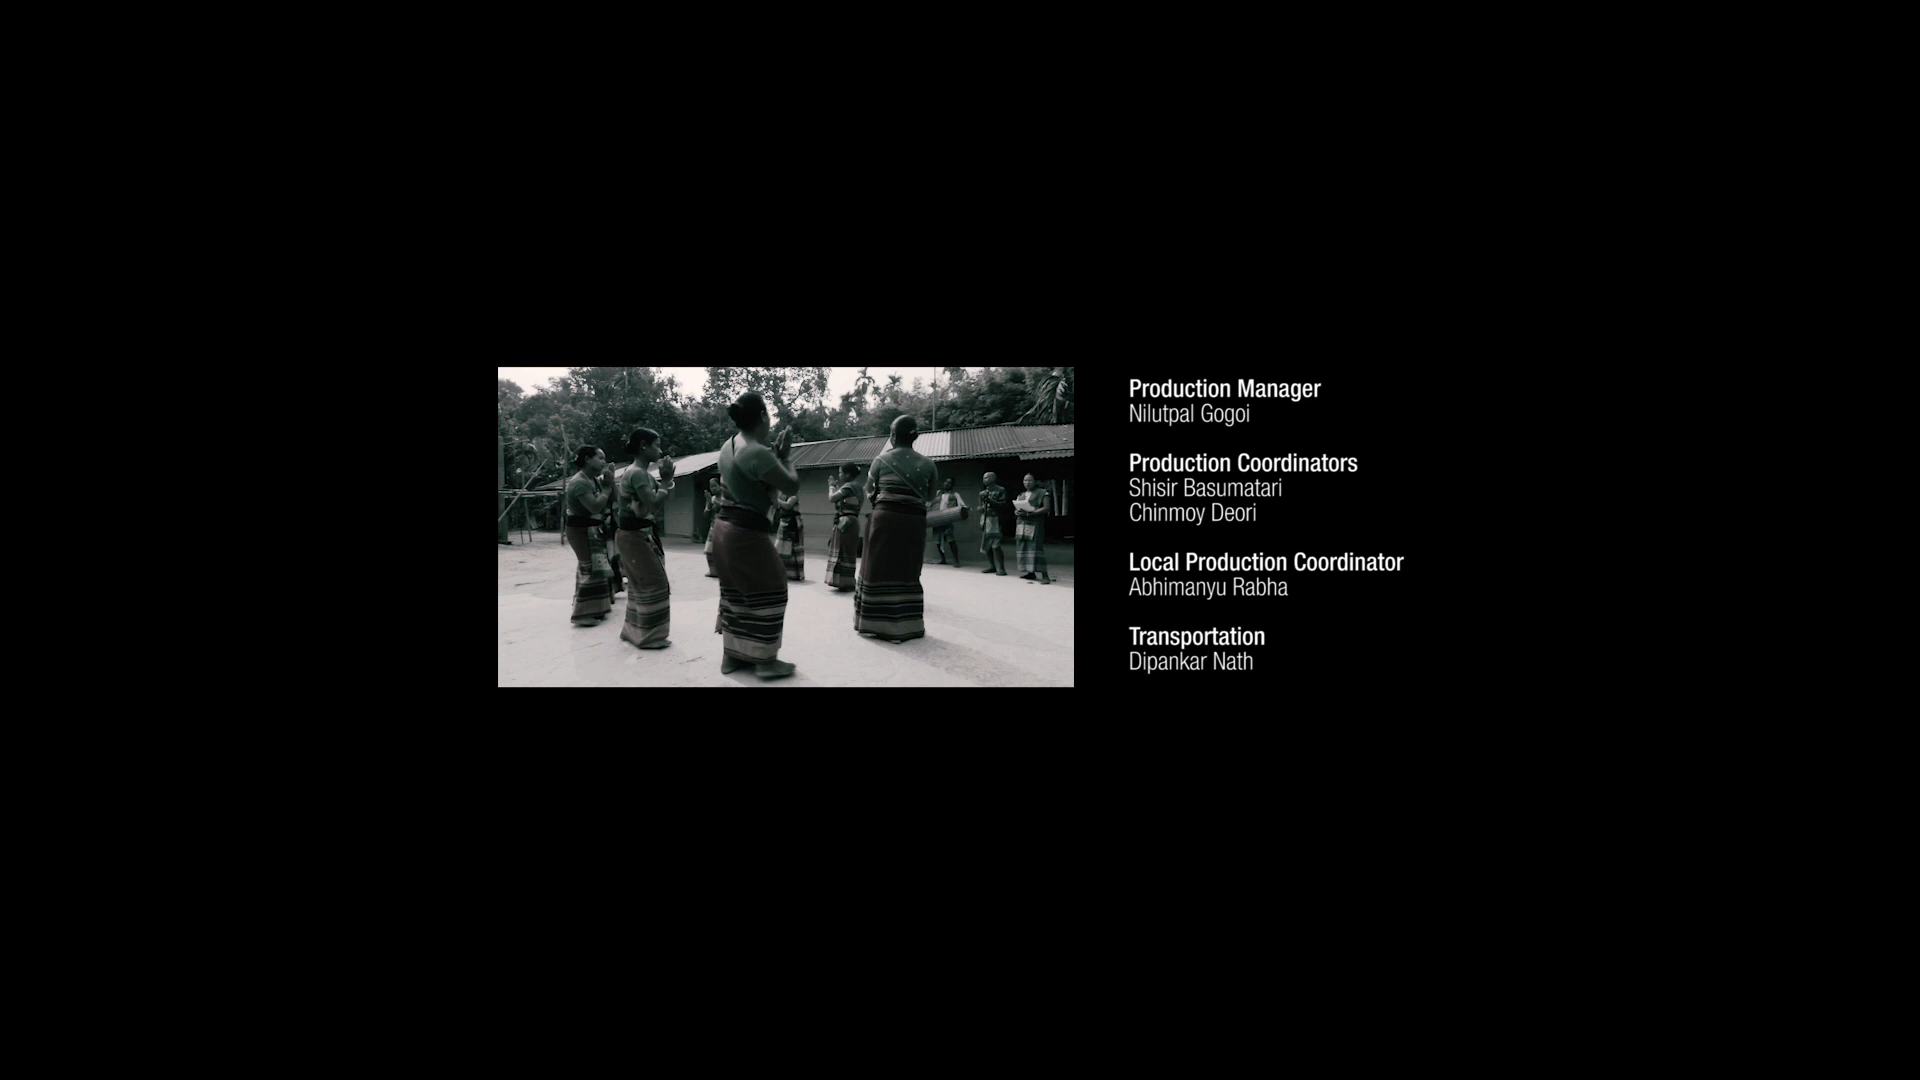 Production Manager
Nilutpal Gogoi
Production Coordinators
Shisir Basumatari
Chinmoy Deori
Local Production Coordinator
Abhimanyu Rabha
Transportation
Dipankar Nath